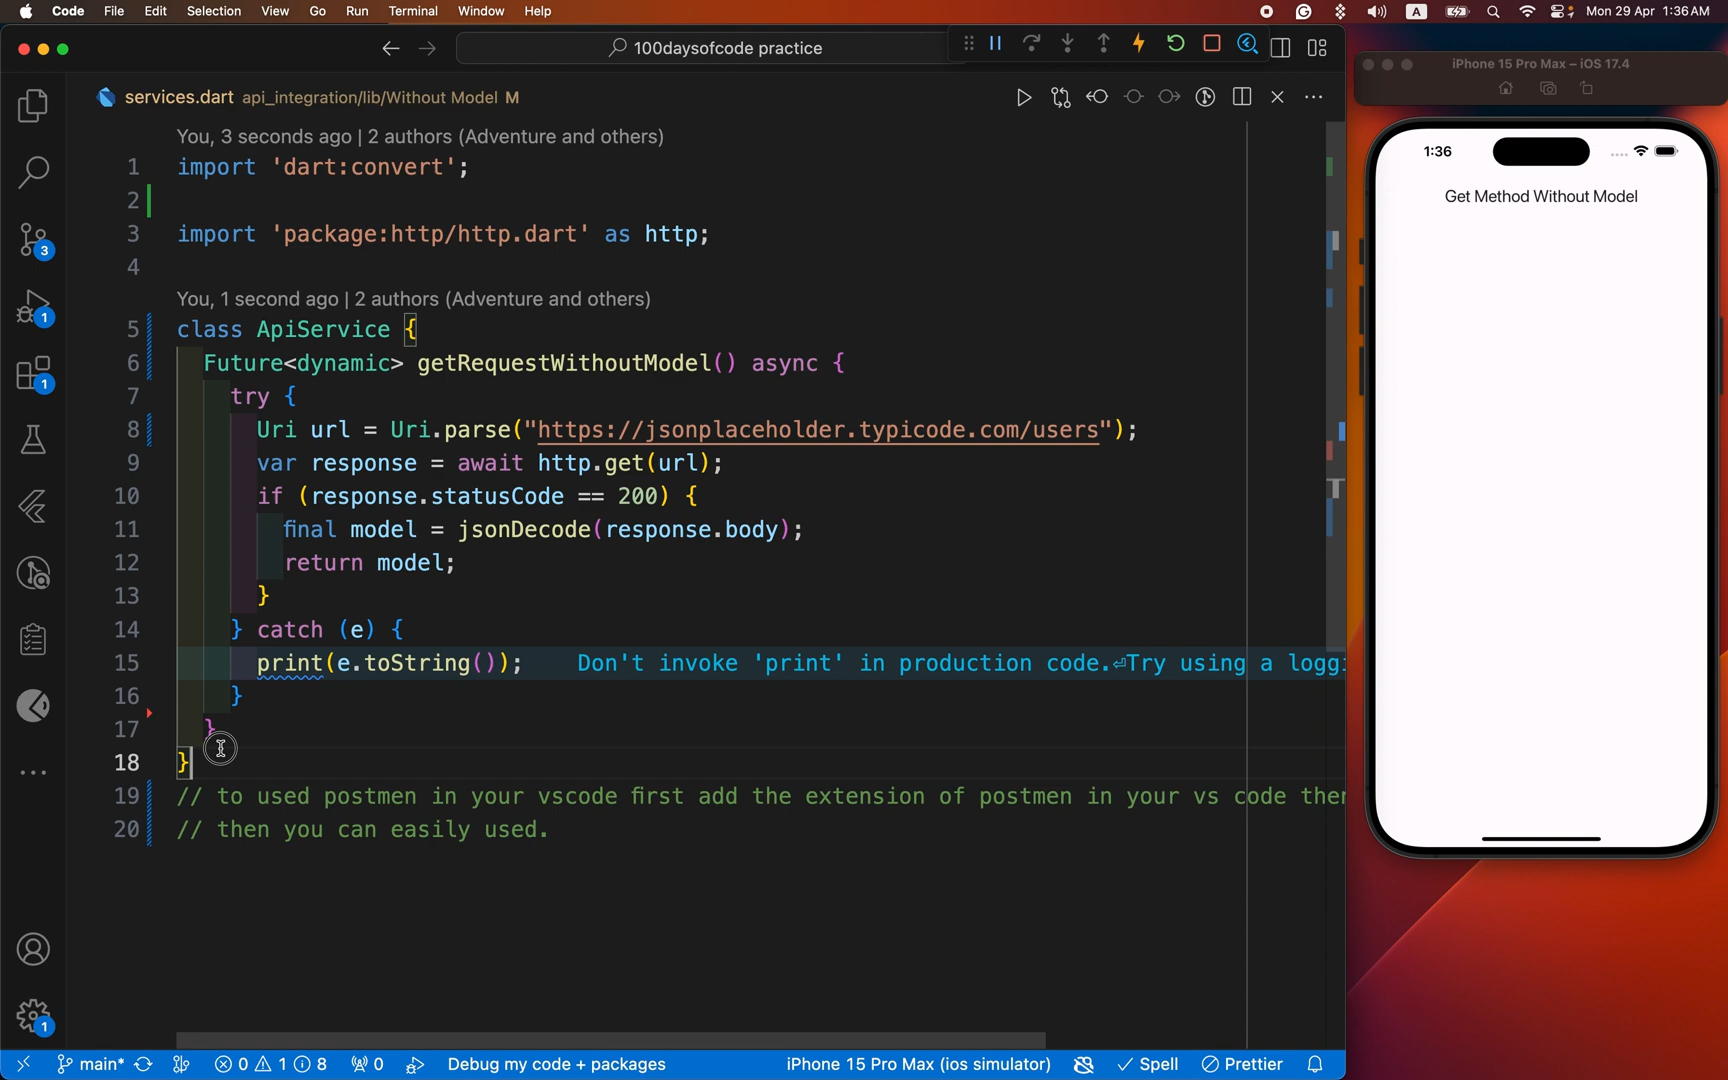 Code File Edit Selection View Go Run Terminal Window Help
A
Mon 29 Apr 1:36 AM
100daysofcode practice
services.dart api_integration/lib/Without Model M
You, 3 seconds ago | 2 authors (Adventure and others)
1 import 'dart:convert';
2
3 import 'package:http/http.dart' as http;
4
You, 1 second ago | 2 authors (Adventure and others)
5 class ApiService {
6 Future<dynamic> getRequestWithoutModel() async {
7 try {
8 Uri url = Uri.parse("https://jsonplaceholder.typicode.com/users");
9 var response = await http.get(url);
10 if (response.statusCode == 200) {
11 final model = jsonDecode(response.body);
12 return model;
13 }
14 } catch (e) {
15 print(e.toString()); Don't invoke 'print' in production code.⏎Try using a loggi
16 }
17 }
18 }
19 // to used postmen in your vscode first add the extension of postmen in your vs code then
20 // then you can easily used.
3
1
1
1
main* 0 1 8 0 Debug my code + packages iPhone 15 Pro Max (ios simulator) Spell Prettier
iPhone 15 Pro Max – iOS 17.4
1:36
Get Method Without Model